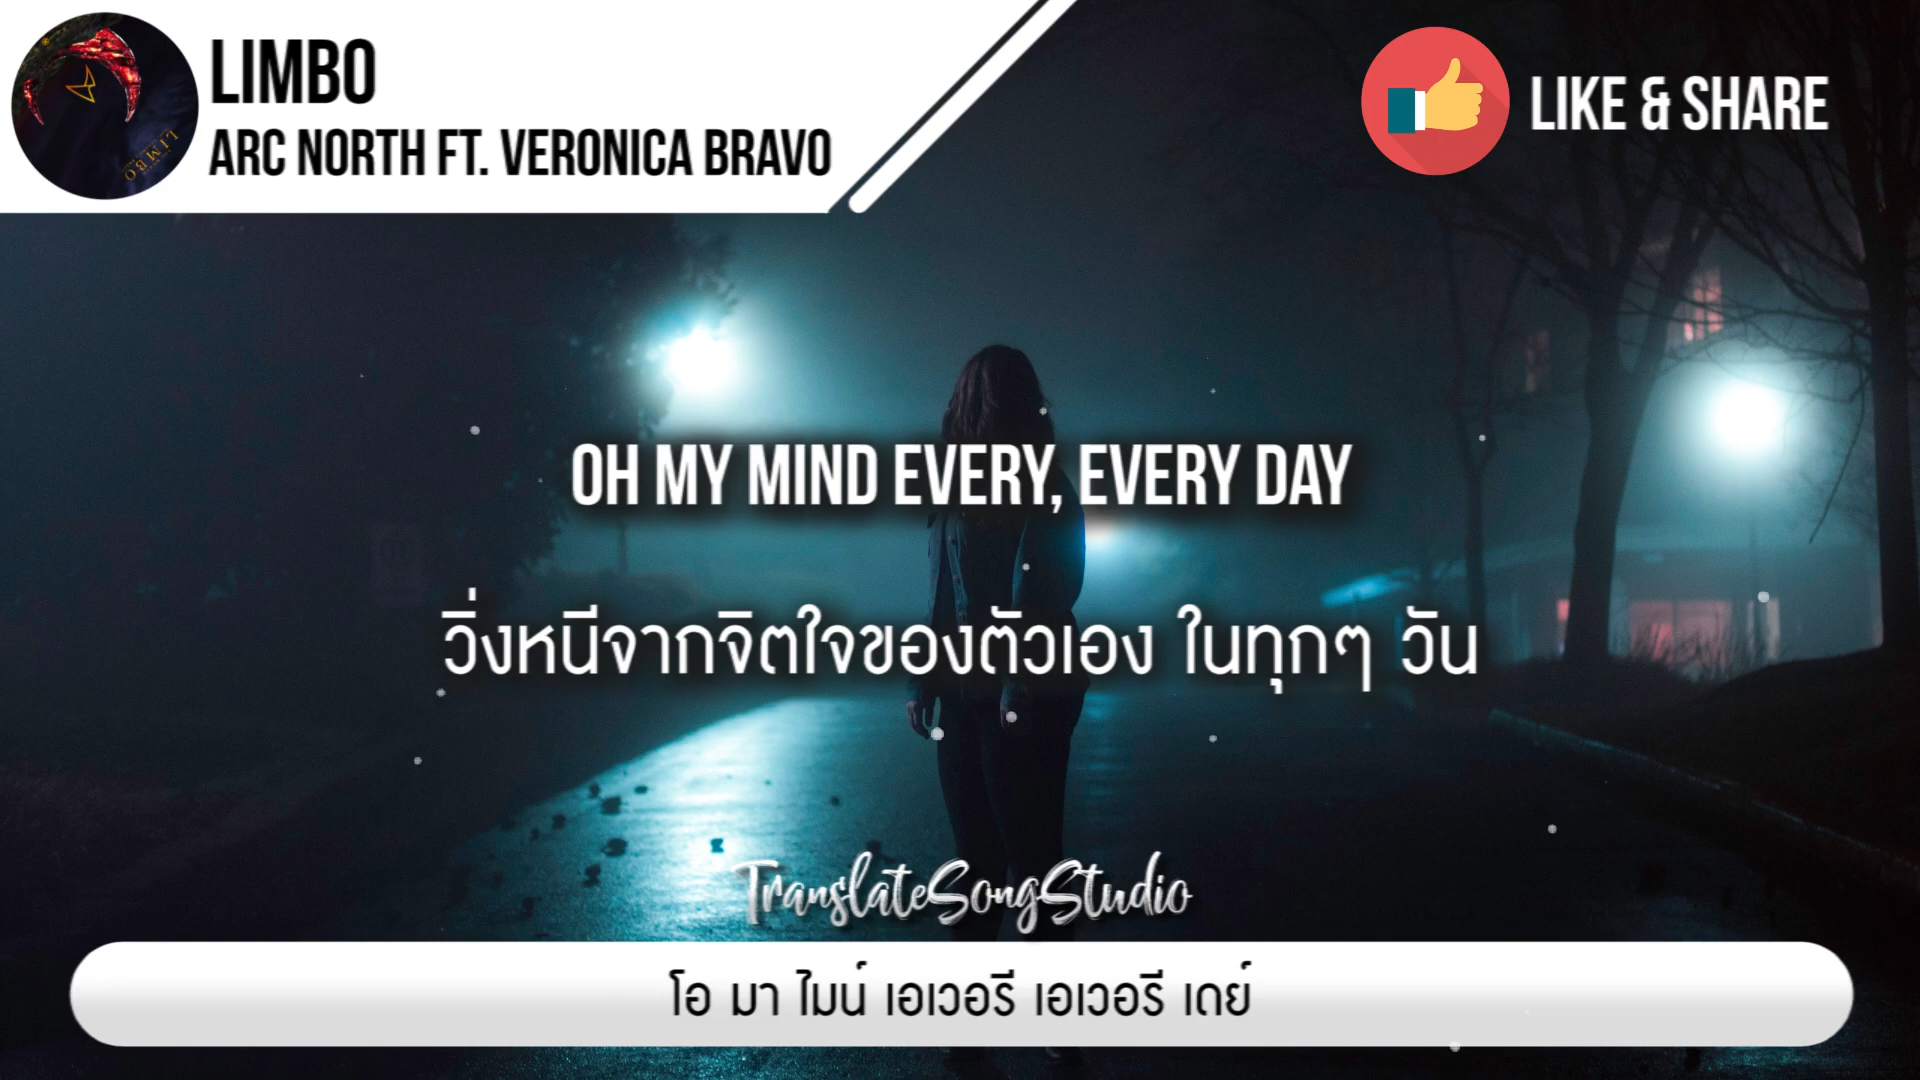 LIMBO
ARC NORTH FT. VERONICA BRAVO
LIMBO
LIKE & SHARE
OH MY MIND EVERY, EVERY DAY
วิ่งหนีจากจิตใจของตัวเอง ในทุกๆ วัน
TranslateSongStudio
โอ มา ไมน์ เอเวอรี เอเวอรี เดย์